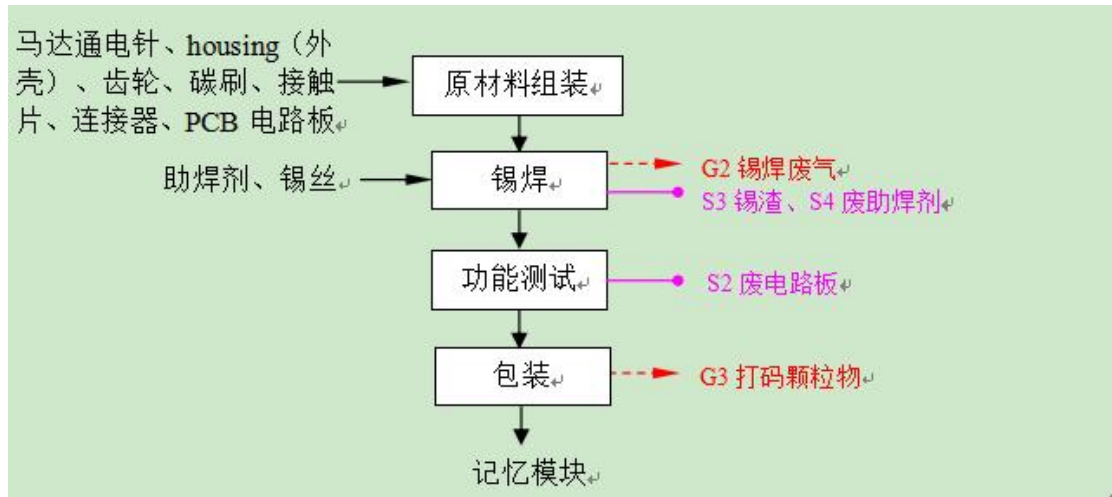 马达通电针、housing（外
壳）、齿轮、碳刷、接触
片、连接器、PCB 电路板
原材料组装
助焊剂、锡丝
锡焊
G2 锡焊废气
S3 锡渣、S4 废助焊剂
功能测试
S2 废电路板
包装
G3 打码颗粒物
记忆模块